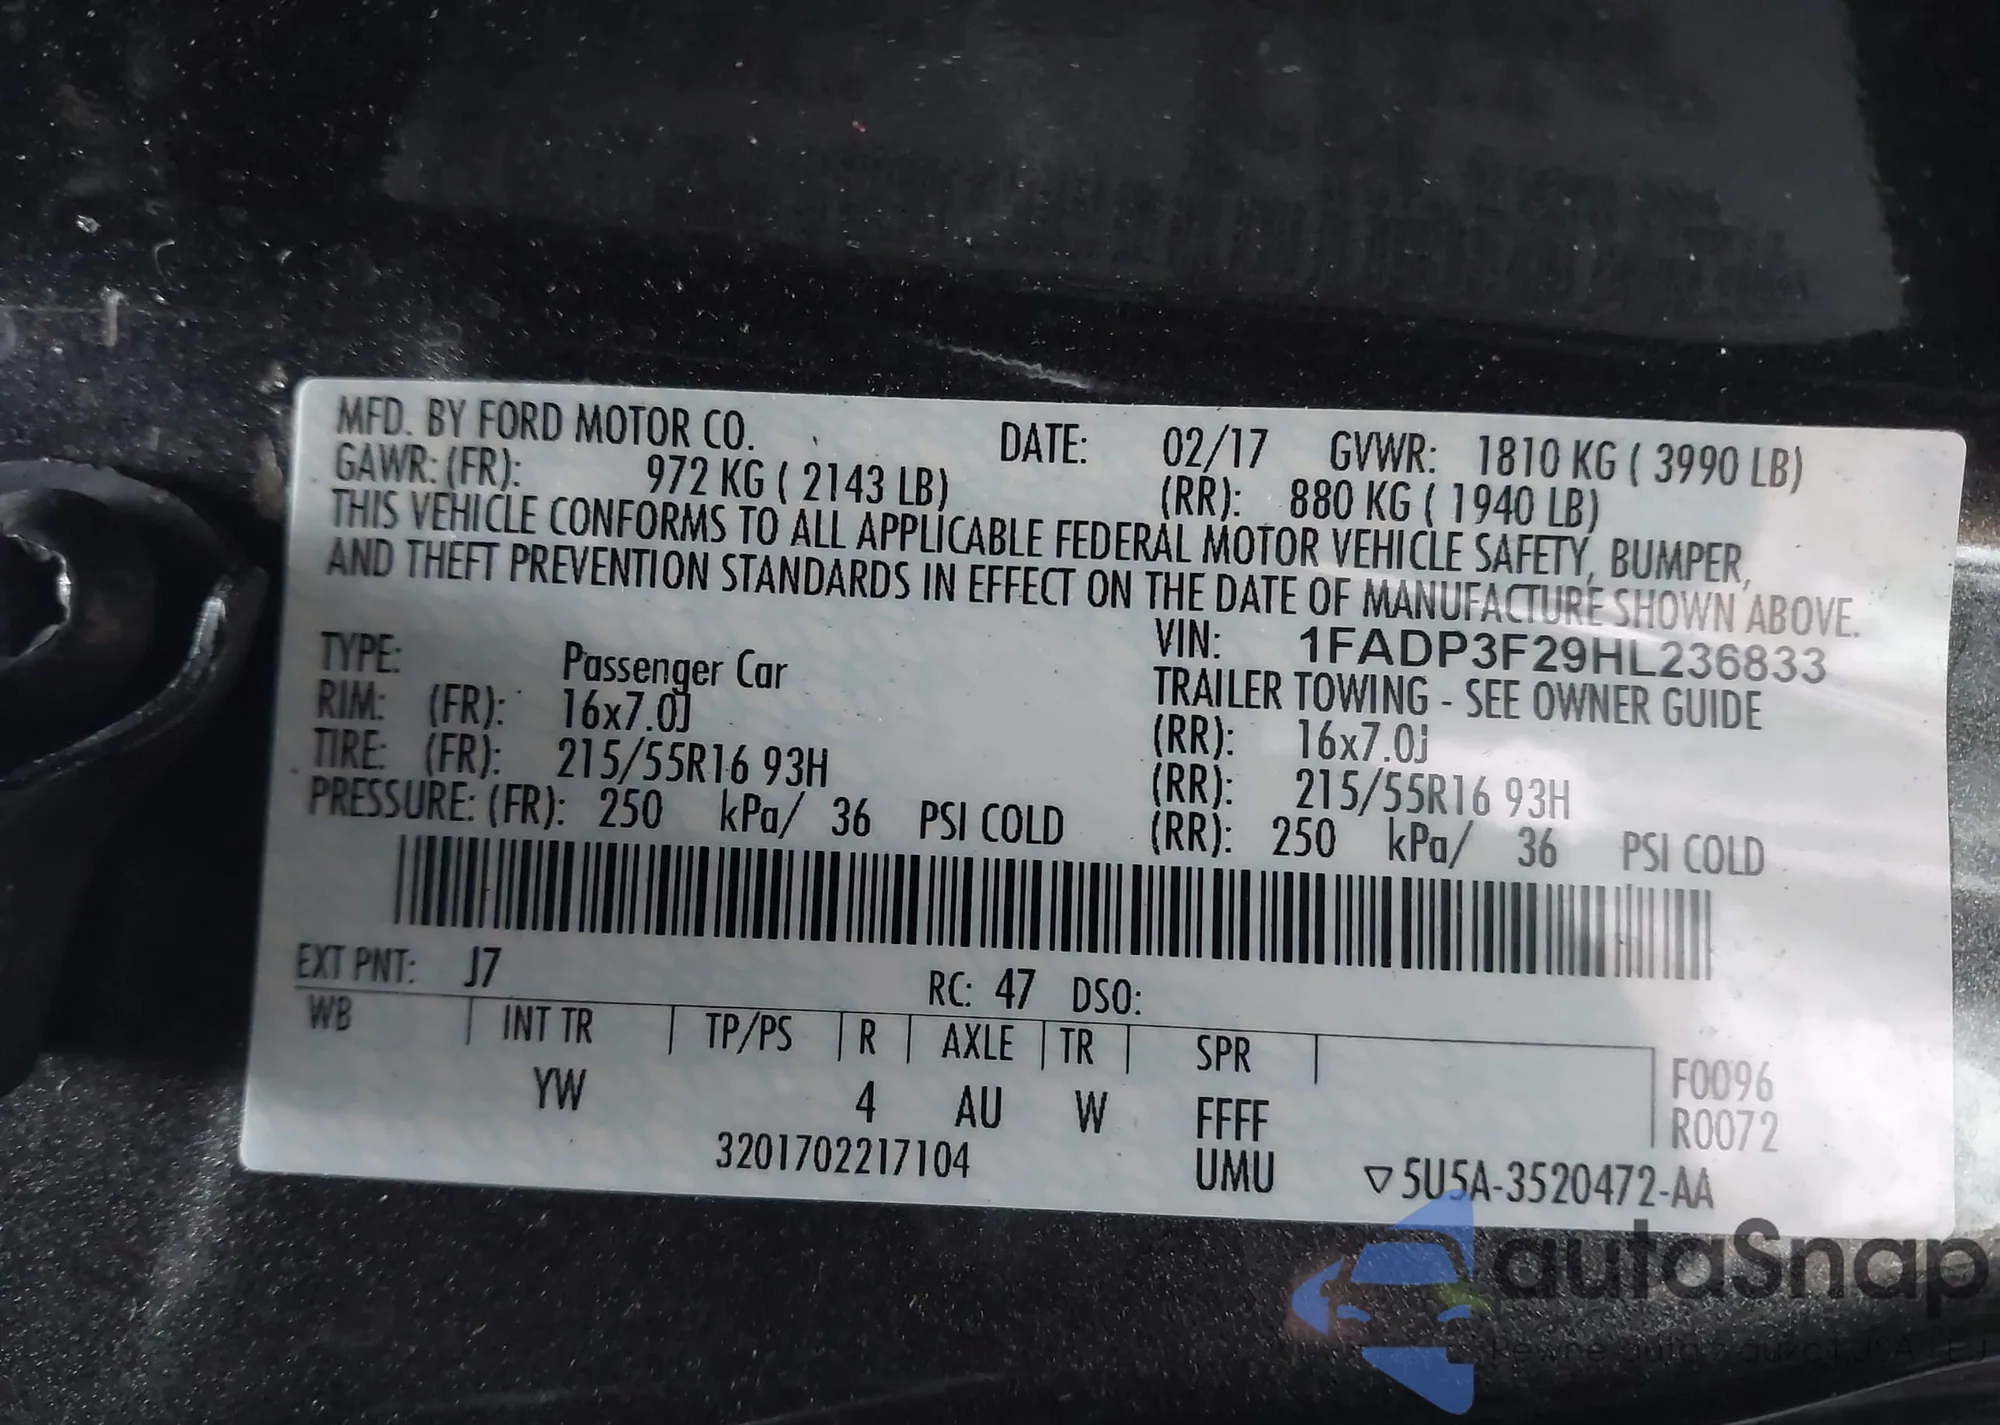 MFD. BY FORD MOTOR CO. DATE: 02/17 GVWR: 1810 KG ( 3990 LB)
GAWR: (FR): 972 KG ( 2143 LB) (RR): 880 KG ( 1940 LB)
THIS VEHICLE CONFORMS TO ALL APPLICABLE FEDERAL MOTOR VEHICLE SAFETY, BUMPER,
AND THEFT PREVENTION STANDARDS IN EFFECT ON THE DATE OF MANUFACTURE SHOWN ABOVE.
VIN: 1FADP3F29HL236833
TYPE: Passenger Car TRAILER TOWING - SEE OWNER GUIDE
RIM: (FR): 16x7.0J (RR): 16x7.0J
TIRE: (FR): 215/55R16 93H (RR): 215/55R16 93H
PRESSURE: (FR): 250 kPa/ 36 PSI COLD (RR): 250 kPa/ 36 PSI COLD
EXT PNT: J7 RC: 47 DSO:
WB INT TR TP/PS R AXLE TR SPR F0096
YW 4 AU W FFFF R0072
3201702217104 UMU ▽5U5A-3520472-AA
autaSnap